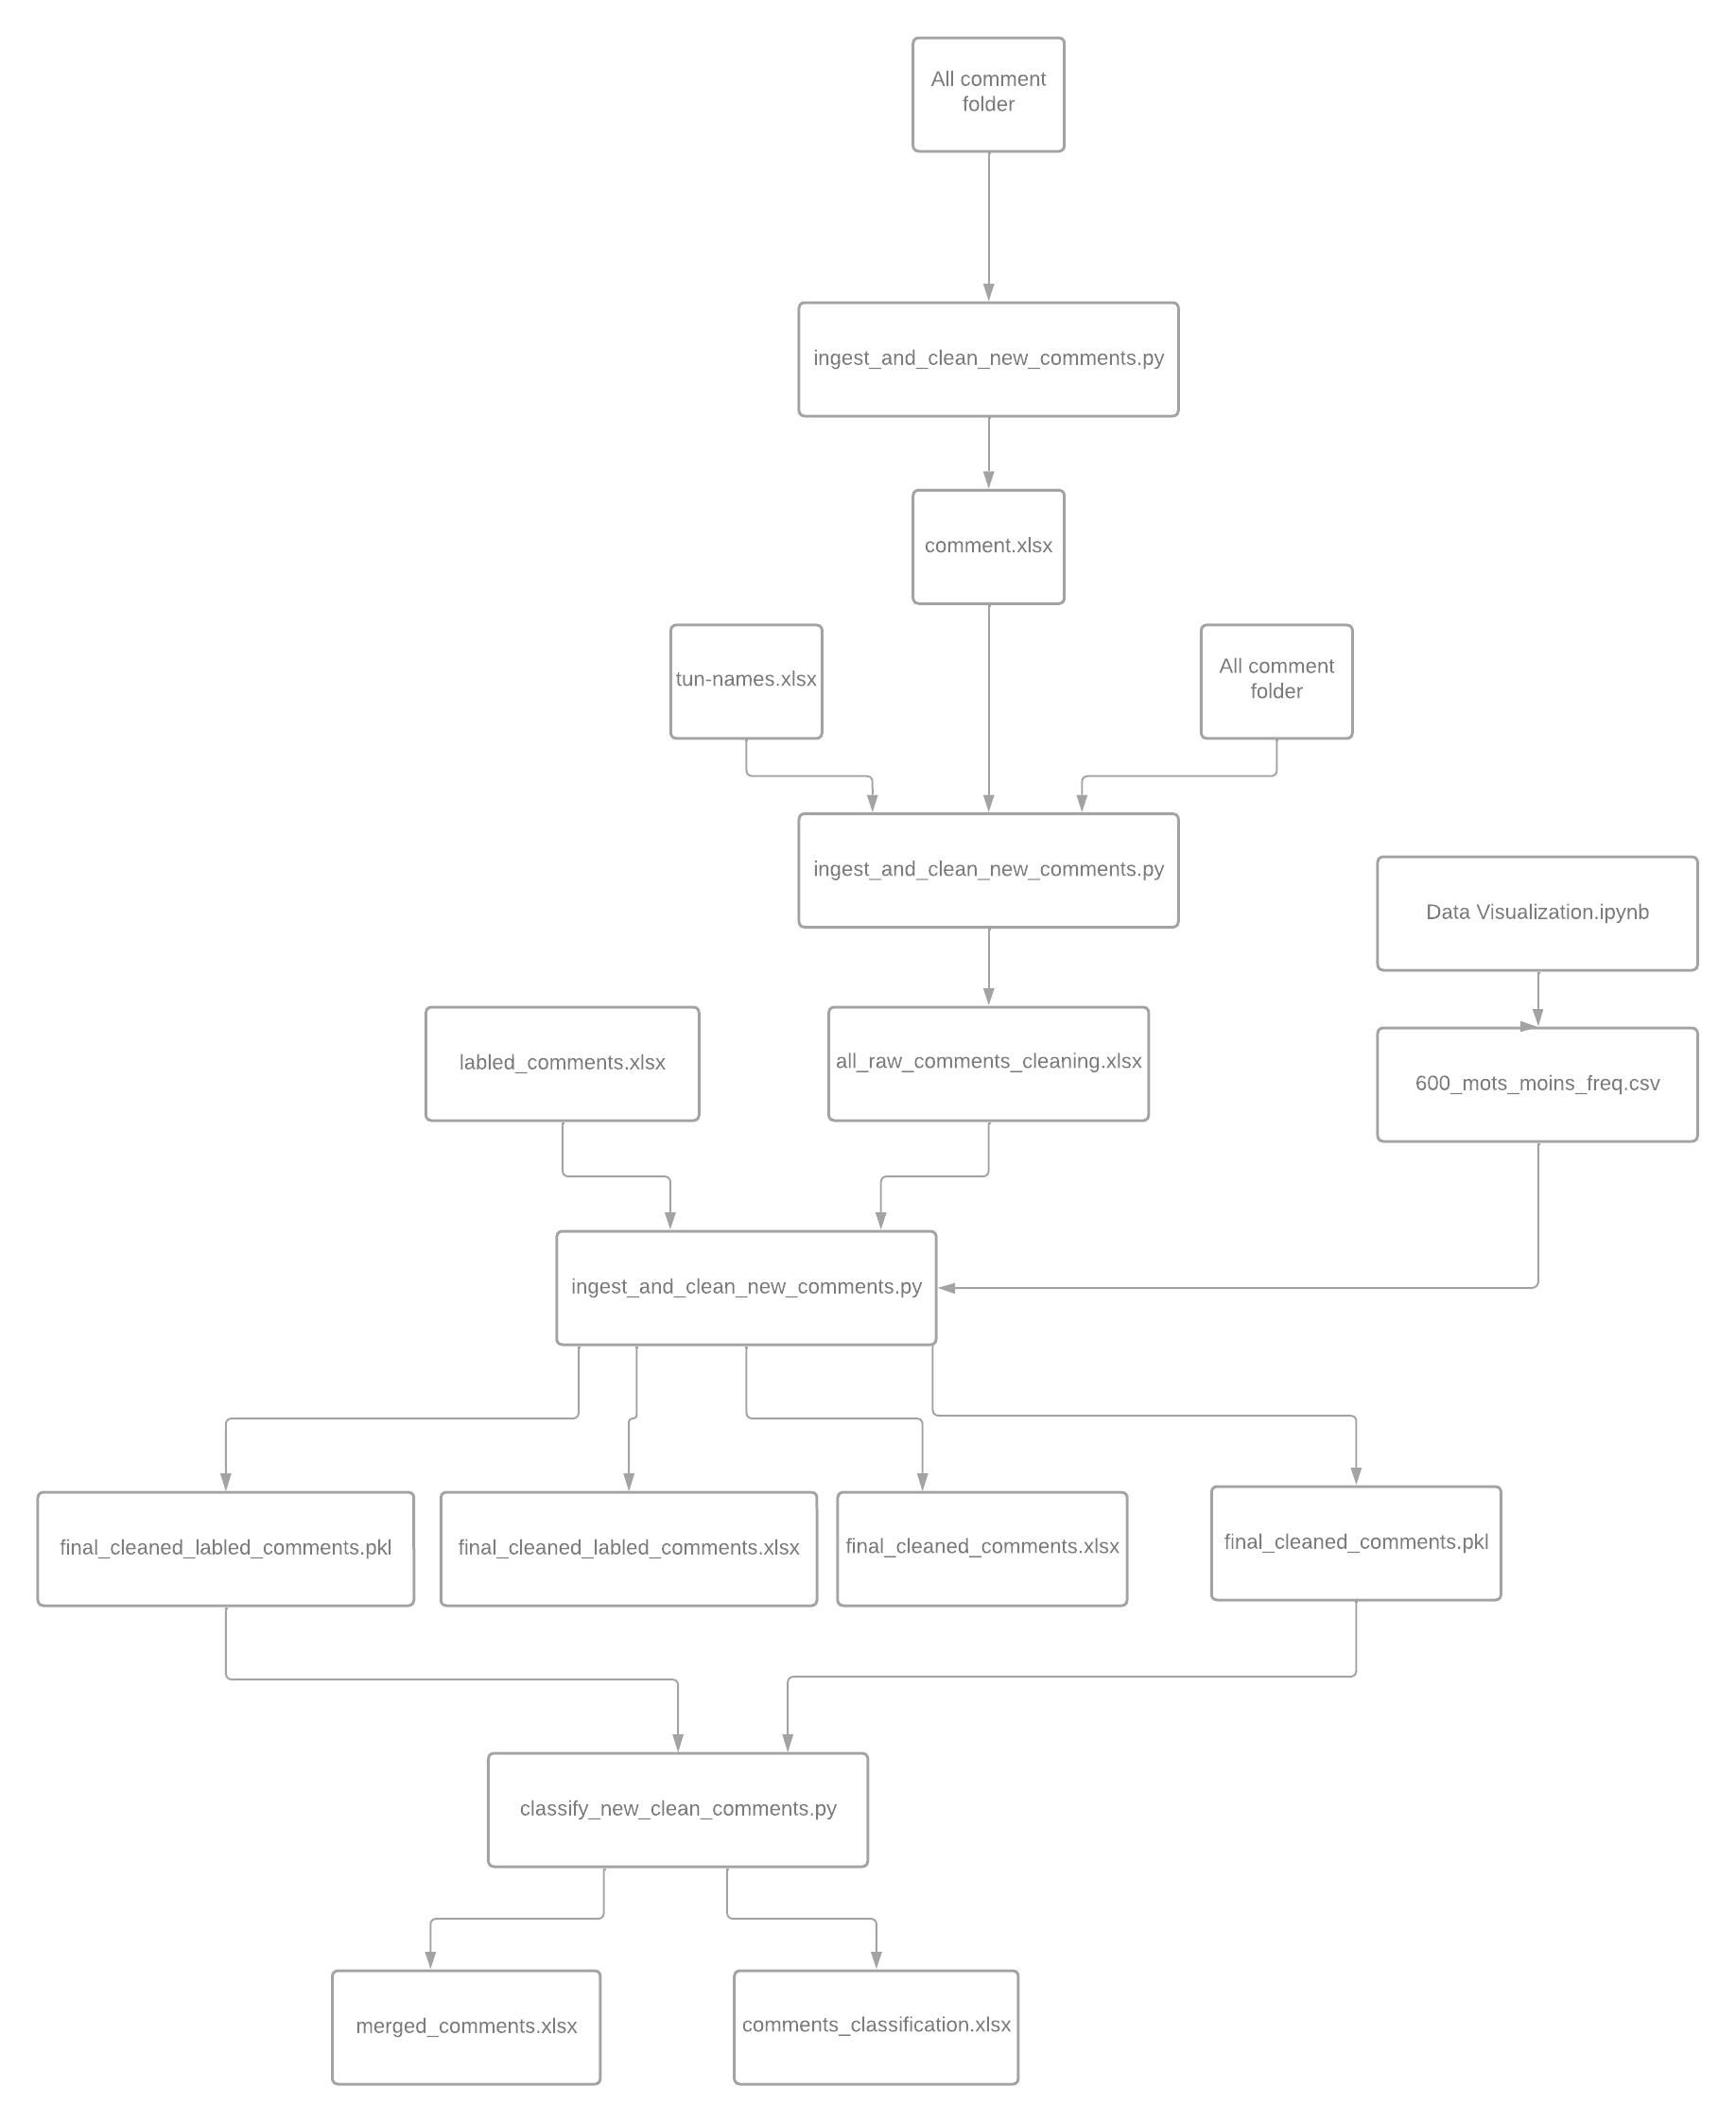 All comment
folder
ingest_and_clean_new_comments.py
comment.xlsx
tun-names.xlsx
All comment
folder
ingest_and_clean_new_comments.py
Data Visualization.ipynb
labled_comments.xlsx
all_raw_comments_cleaning.xlsx
600_mots_moins_freq.csv
ingest_and_clean_new_comments.py
final_cleaned_labled_comments.pkl
final_cleaned_labled_comments.xlsx
final_cleaned_comments.xlsx
final_cleaned_comments.pkl
classify_new_clean_comments.py
merged_comments.xlsx
comments_classification.xlsx